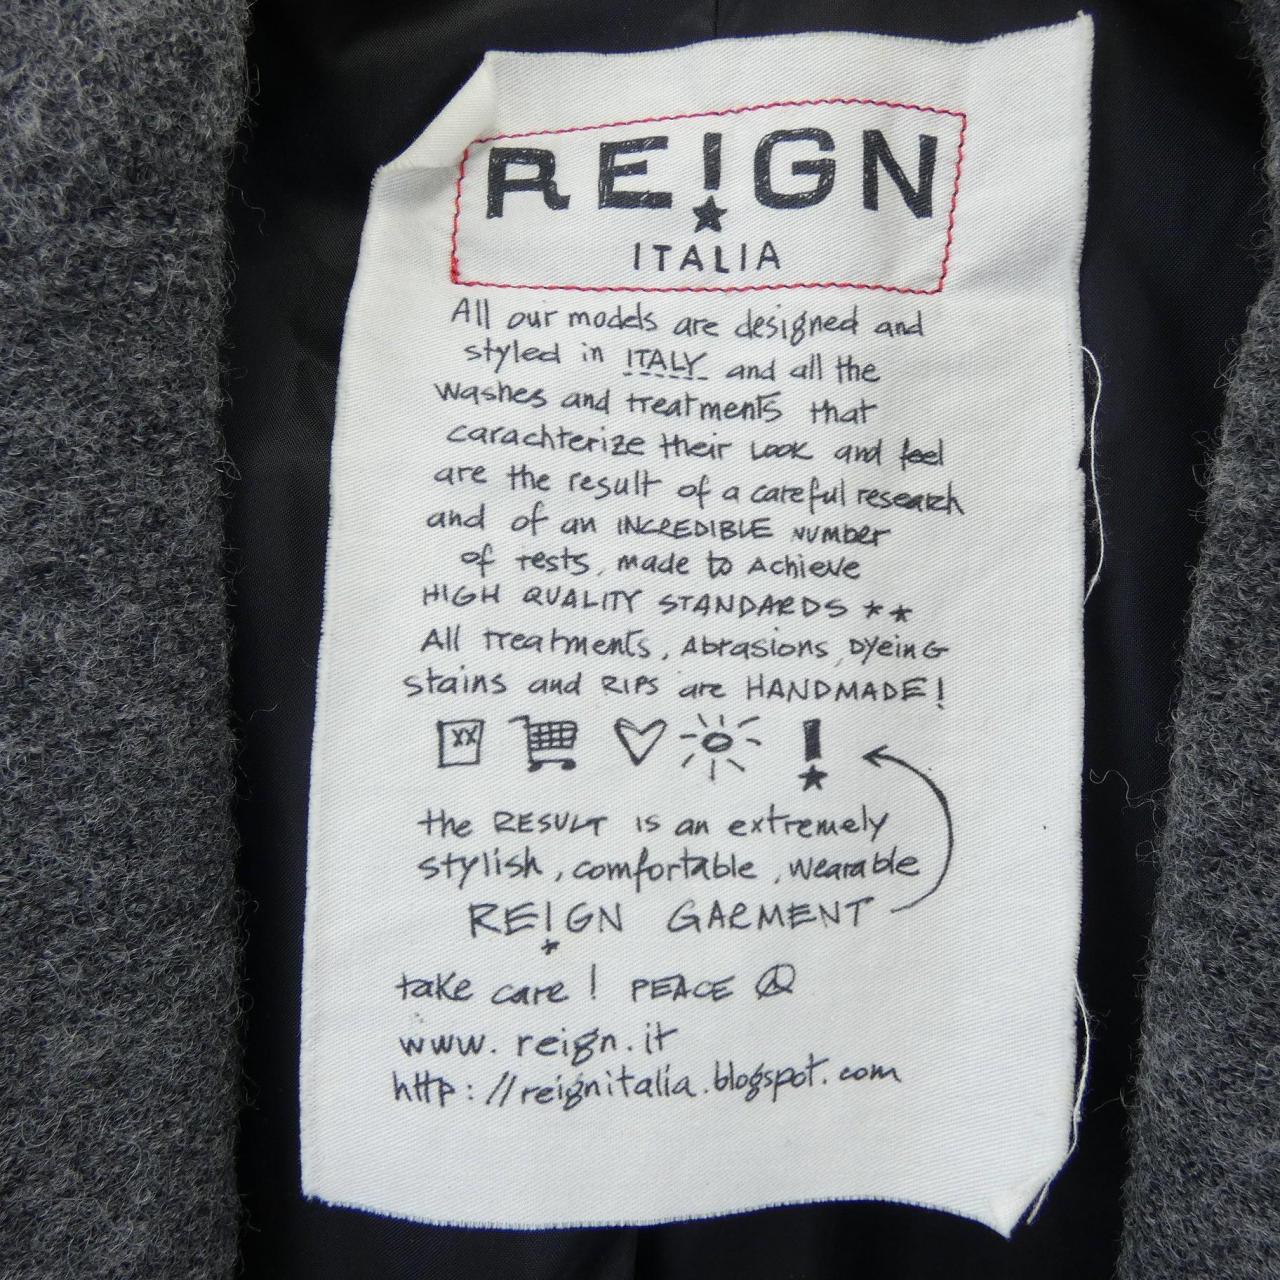 RE!GN
ITALIA
All our models are designed and
styled in ITALY and all the
washes and treatments that
carachterize their Look and feel
are the result of a careful research
and of an INCREDIBLE NUMber
of tests, made to Achieve
HIGH QUALITY STANDARDS **
All treatments, Abrasions, DYeinG
stains and RIPS are HANDMADE!
XX
the RESULT IS an extremely
stylish, comfortable, wearable
RE!GN GARMENT
take care! PEACE
www.reign.it
http://reignitalia.blogspot.com